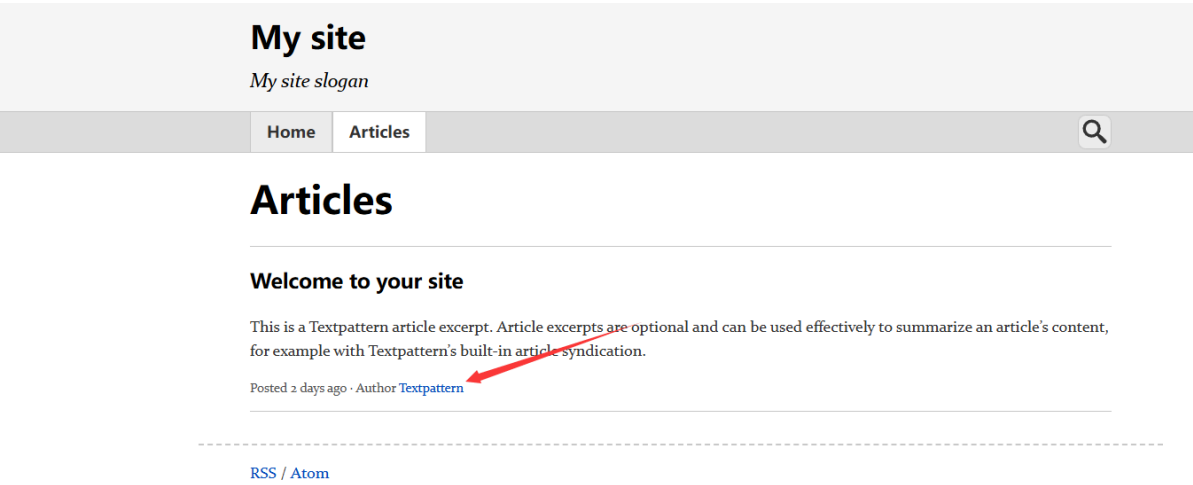 My site
My site slogan
Home Articles
Articles
Welcome to your site
This is a Textpattern article excerpt. Article excerpts are optional and can be used effectively to summarize an article’s content,
for example with Textpattern’s built-in article syndication.
Posted 2 days ago · Author Textpattern
RSS / Atom